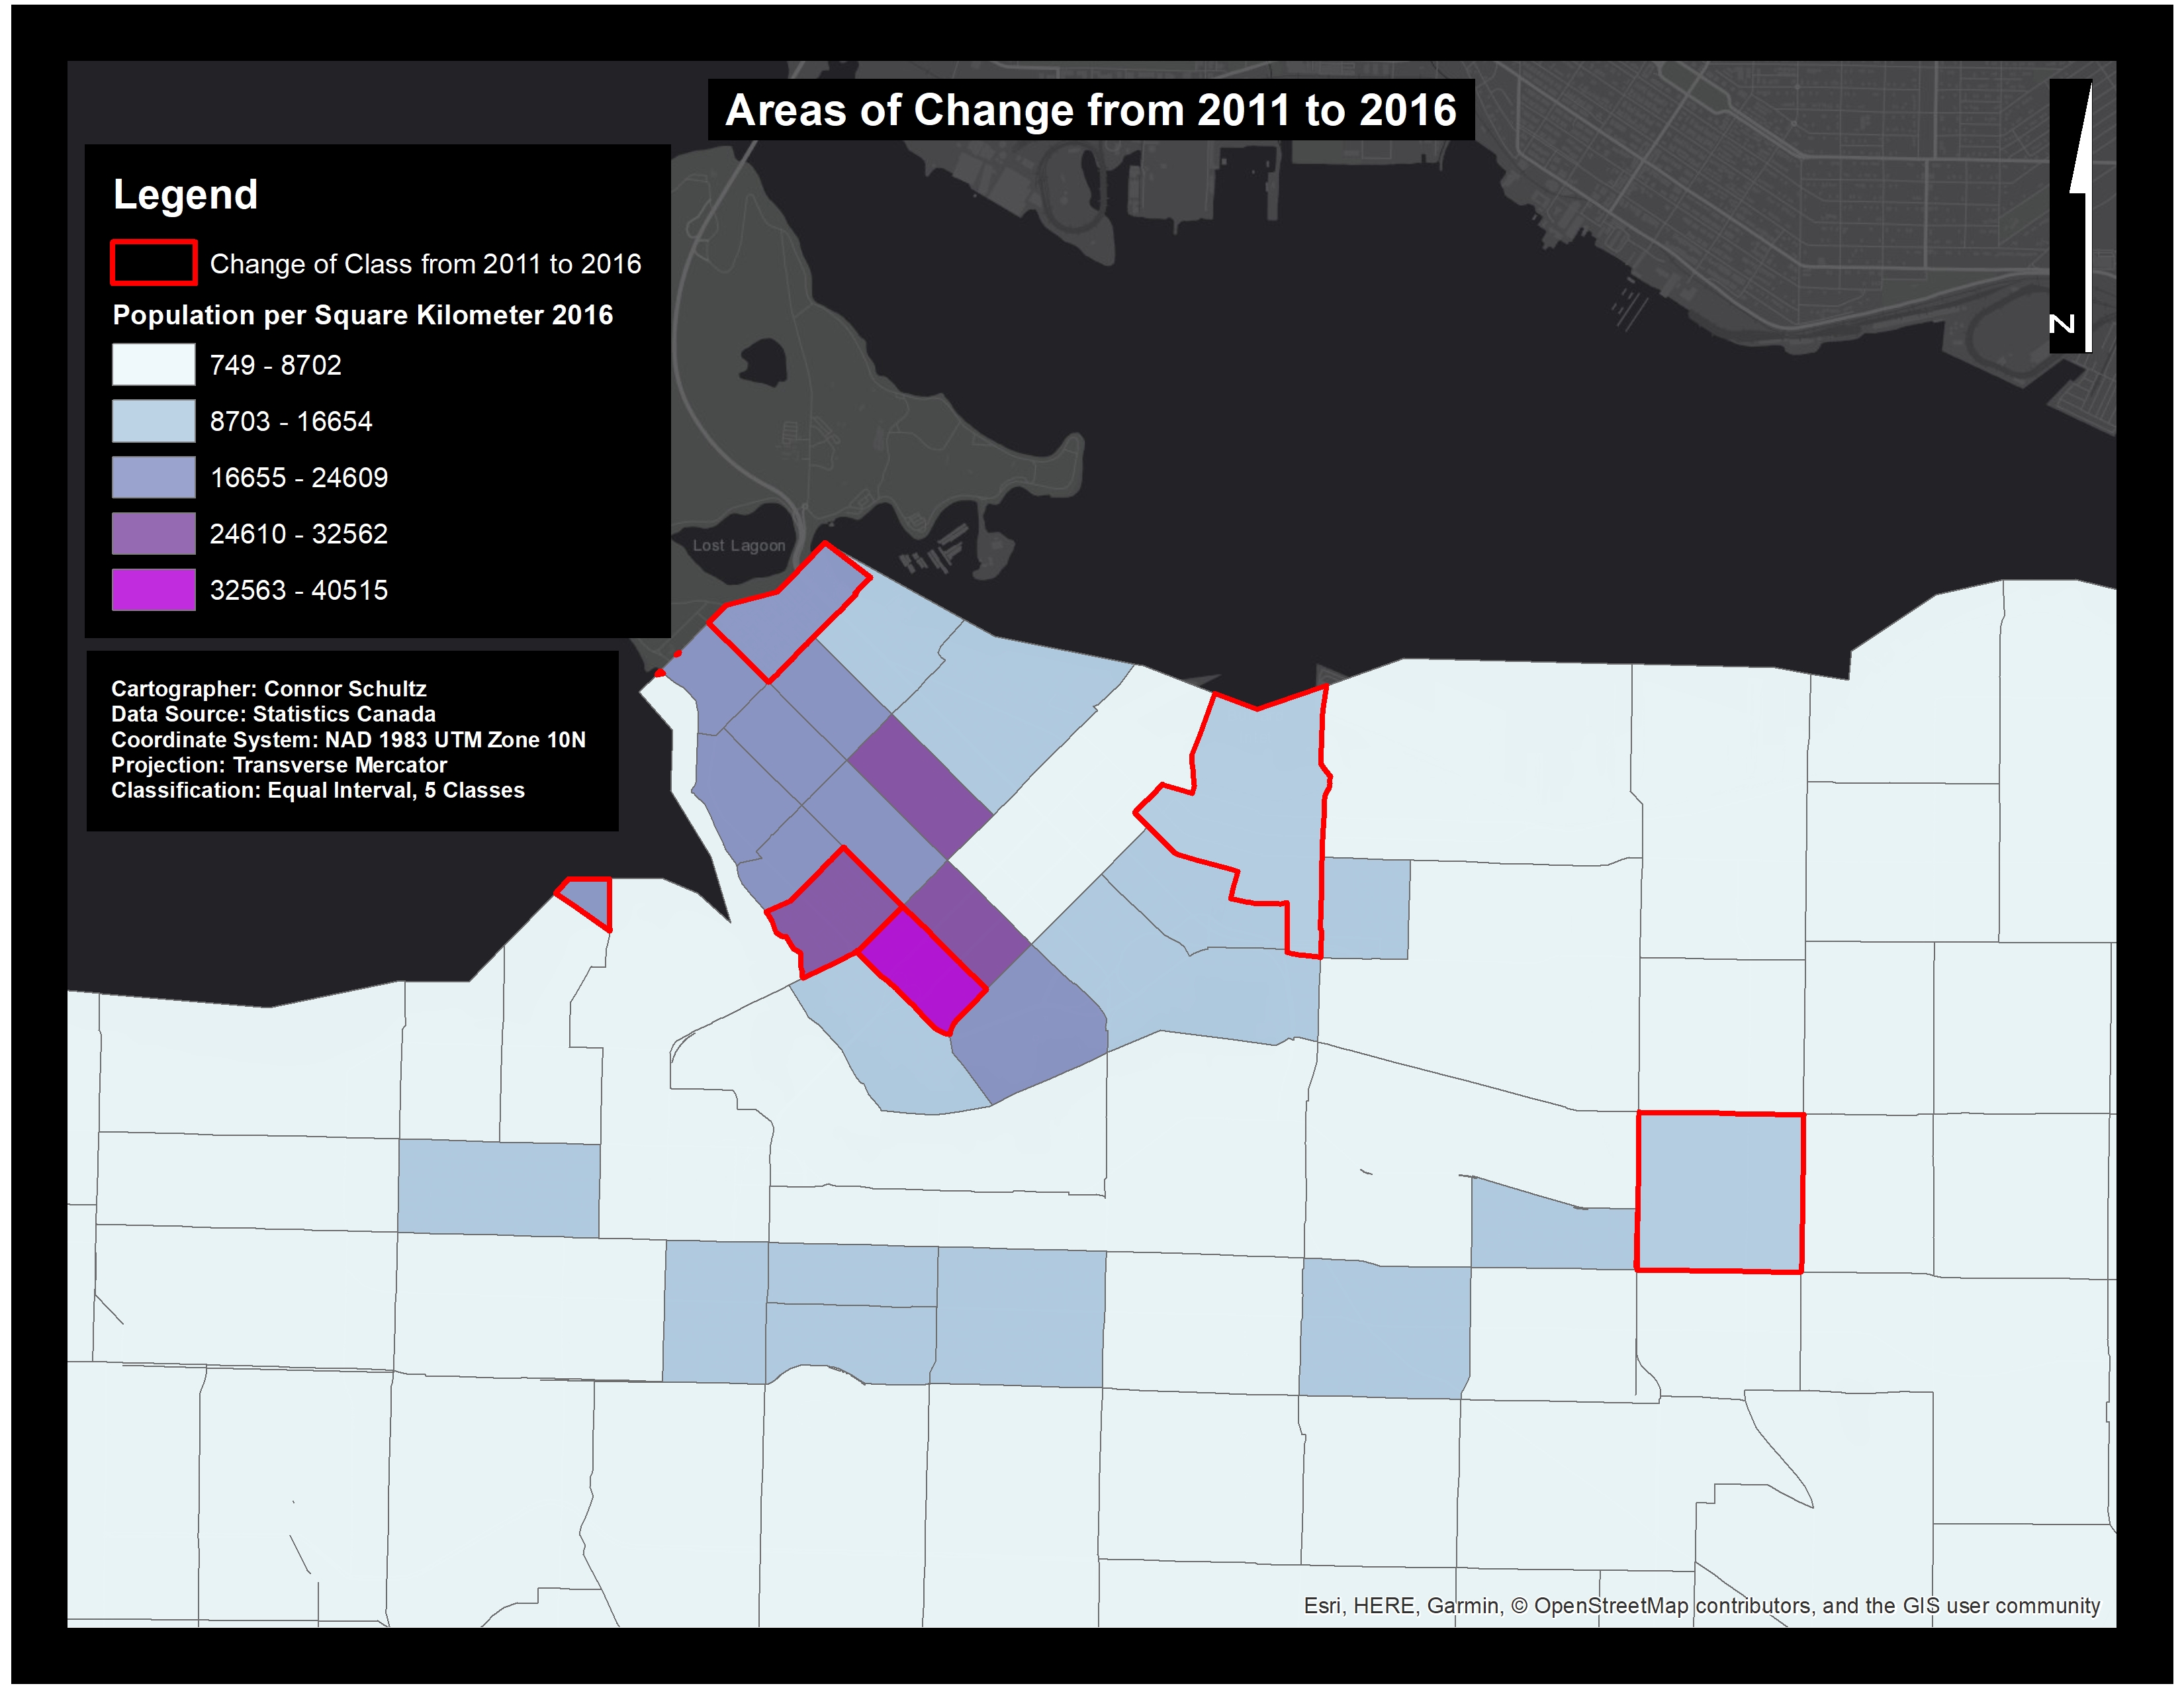 Areas of Change from 2011 to 2016
Legend
Change of Class from 2011 to 2016
Population per Square Kilometer 2016
749 - 8702
8703 - 16654
16655 - 24609
24610 - 32562
32563 - 40515
N
Lost Lagoon
Cartographer: Connor Schultz
Data Source: Statistics Canada
Coordinate System: NAD 1983 UTM Zone 10N
Projection: Transverse Mercator
Classification: Equal Interval, 5 Classes
Esri, HERE, Garmin, © OpenStreetMap contributors, and the GIS user community